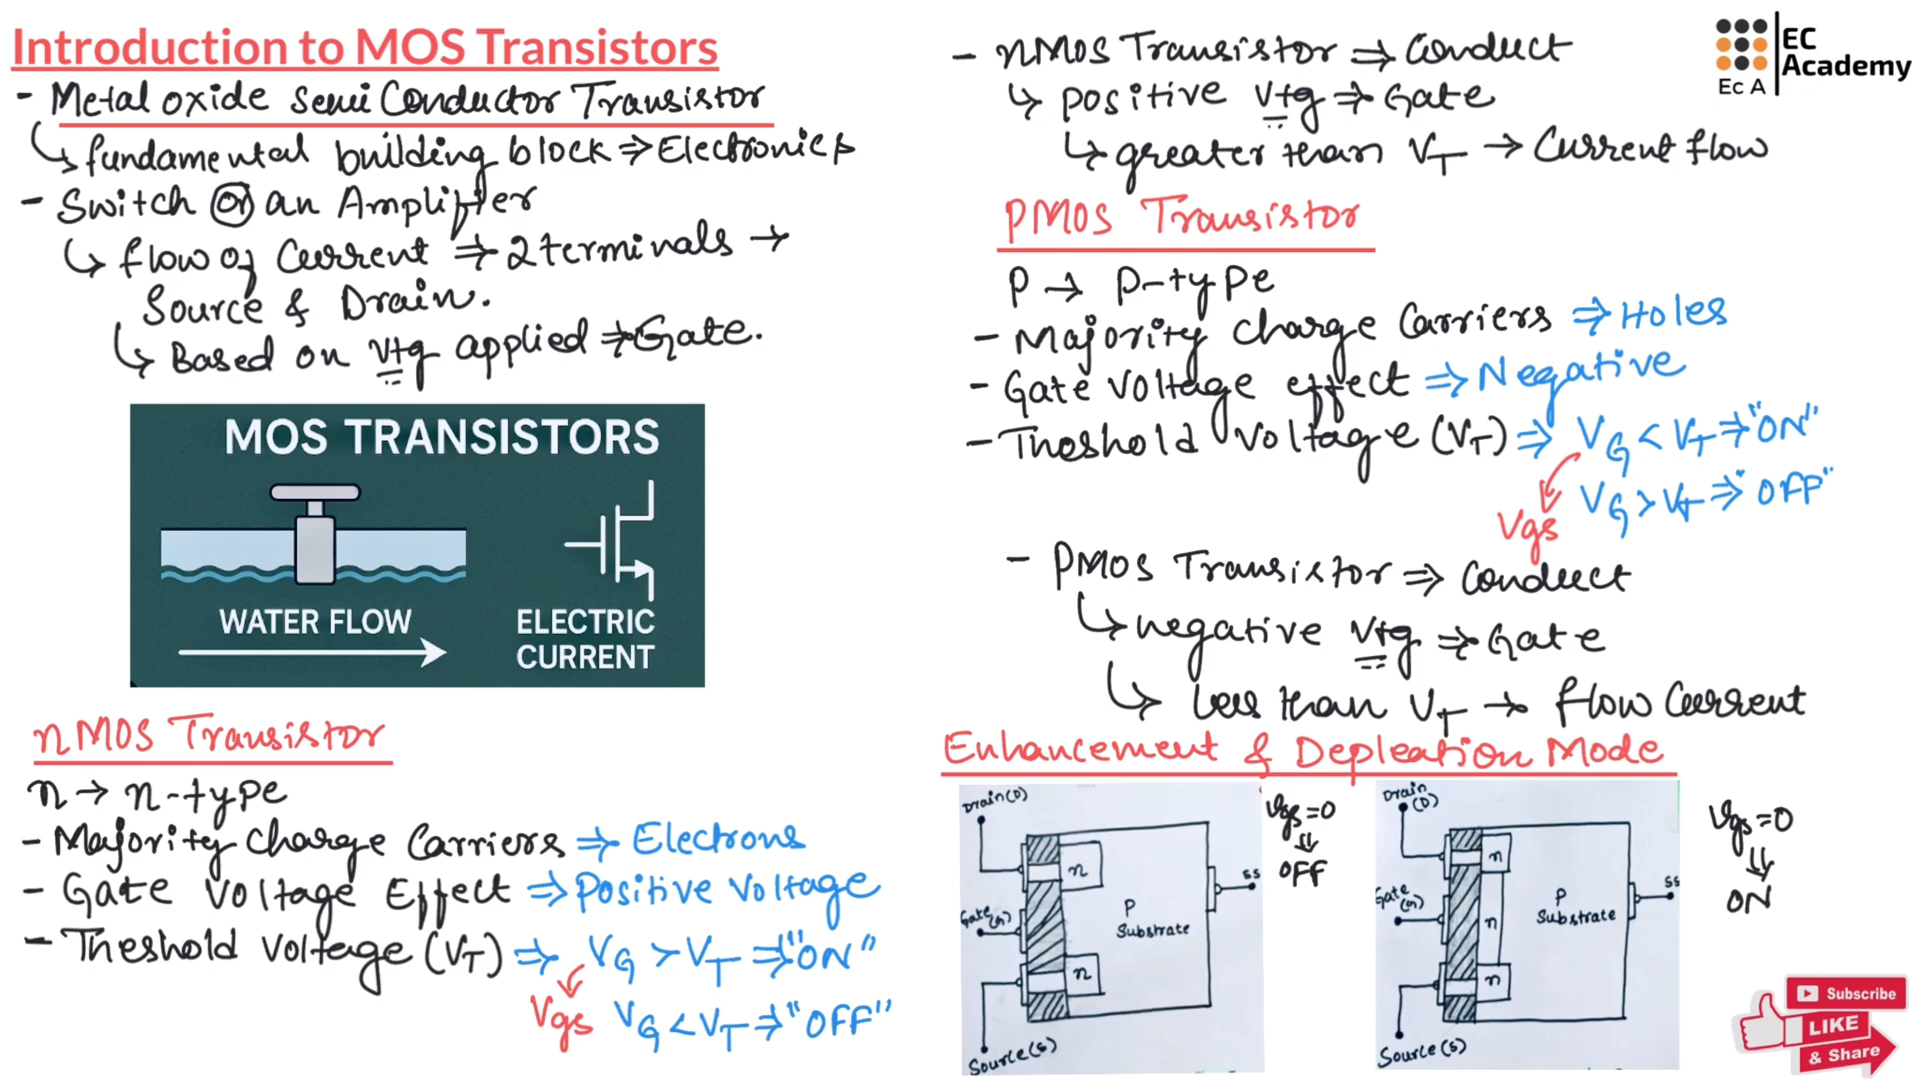 Introduction to MOS Transistors
- Metal oxide semi Conductor Transistor
↳ fundamental building block ⇒ Electronics
- Switch or an Amplifier
↳ flow of Current ⇒ 2 terminals →
Source & Drain.
↳ Based on Vtg applied ⇒ Gate.
MOS TRANSISTORS
WATER FLOW
ELECTRIC
CURRENT
nMOS Transistor
n → n-type
- Majority Charge Carriers ⇒ Electrons
- Gate Voltage Effect ⇒ Positive Voltage
- Theshold Voltage (VT) ⇒ VG > VT ⇒ "ON"
Vgs VG < VT ⇒ "OFF"
- nMOS Transistor ⇒ Conduct
↳ positive Vtg ⇒ Gate
↳ greater than VT → Current flow
PMOS Transistor
P → P-type
- Majority Charge Carriers ⇒ Holes
- Gate Voltage effect ⇒ Negative
- Theshold Voltage (VT) ⇒ VG < VT ⇒ "ON"
VG > VT ⇒ "OFF"
Vgs
- PMOS Transistor ⇒ Conduct
↳ negative Vtg ⇒ Gate
↳ Less than VT → flow Current
Enhancement & Depleation Mode
Drain(D)
n
Gate(G)
P
Substrate
SS
n
Source(S)
Vgs=0
⇓
OFF
Drain
(D)
n
Gate(G)
n
P
Substrate
SS
n
Source(S)
Vgs=0
⇓
ON
EC
Academy
Ec A
Subscribe
LIKE
& Share